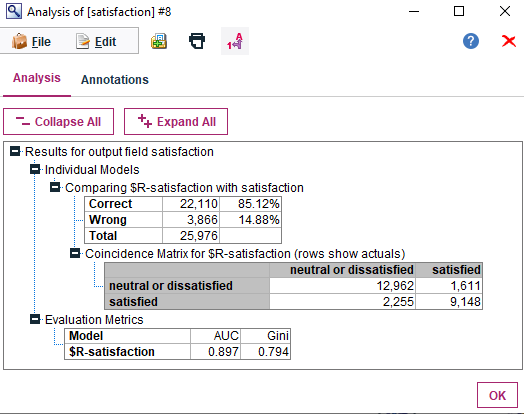 Analysis of [satisfaction] #8
File Edit
Analysis Annotations
Collapse All Expand All
Results for output field satisfaction
Individual Models
Comparing $R-satisfaction with satisfaction
Correct 22,110 85.12%
Wrong 3,866 14.88%
Total 25,976
Coincidence Matrix for $R-satisfaction (rows show actuals)
neutral or dissatisfied satisfied
neutral or dissatisfied 12,962 1,611
satisfied 2,255 9,148
Evaluation Metrics
Model AUC Gini
$R-satisfaction 0.897 0.794
OK